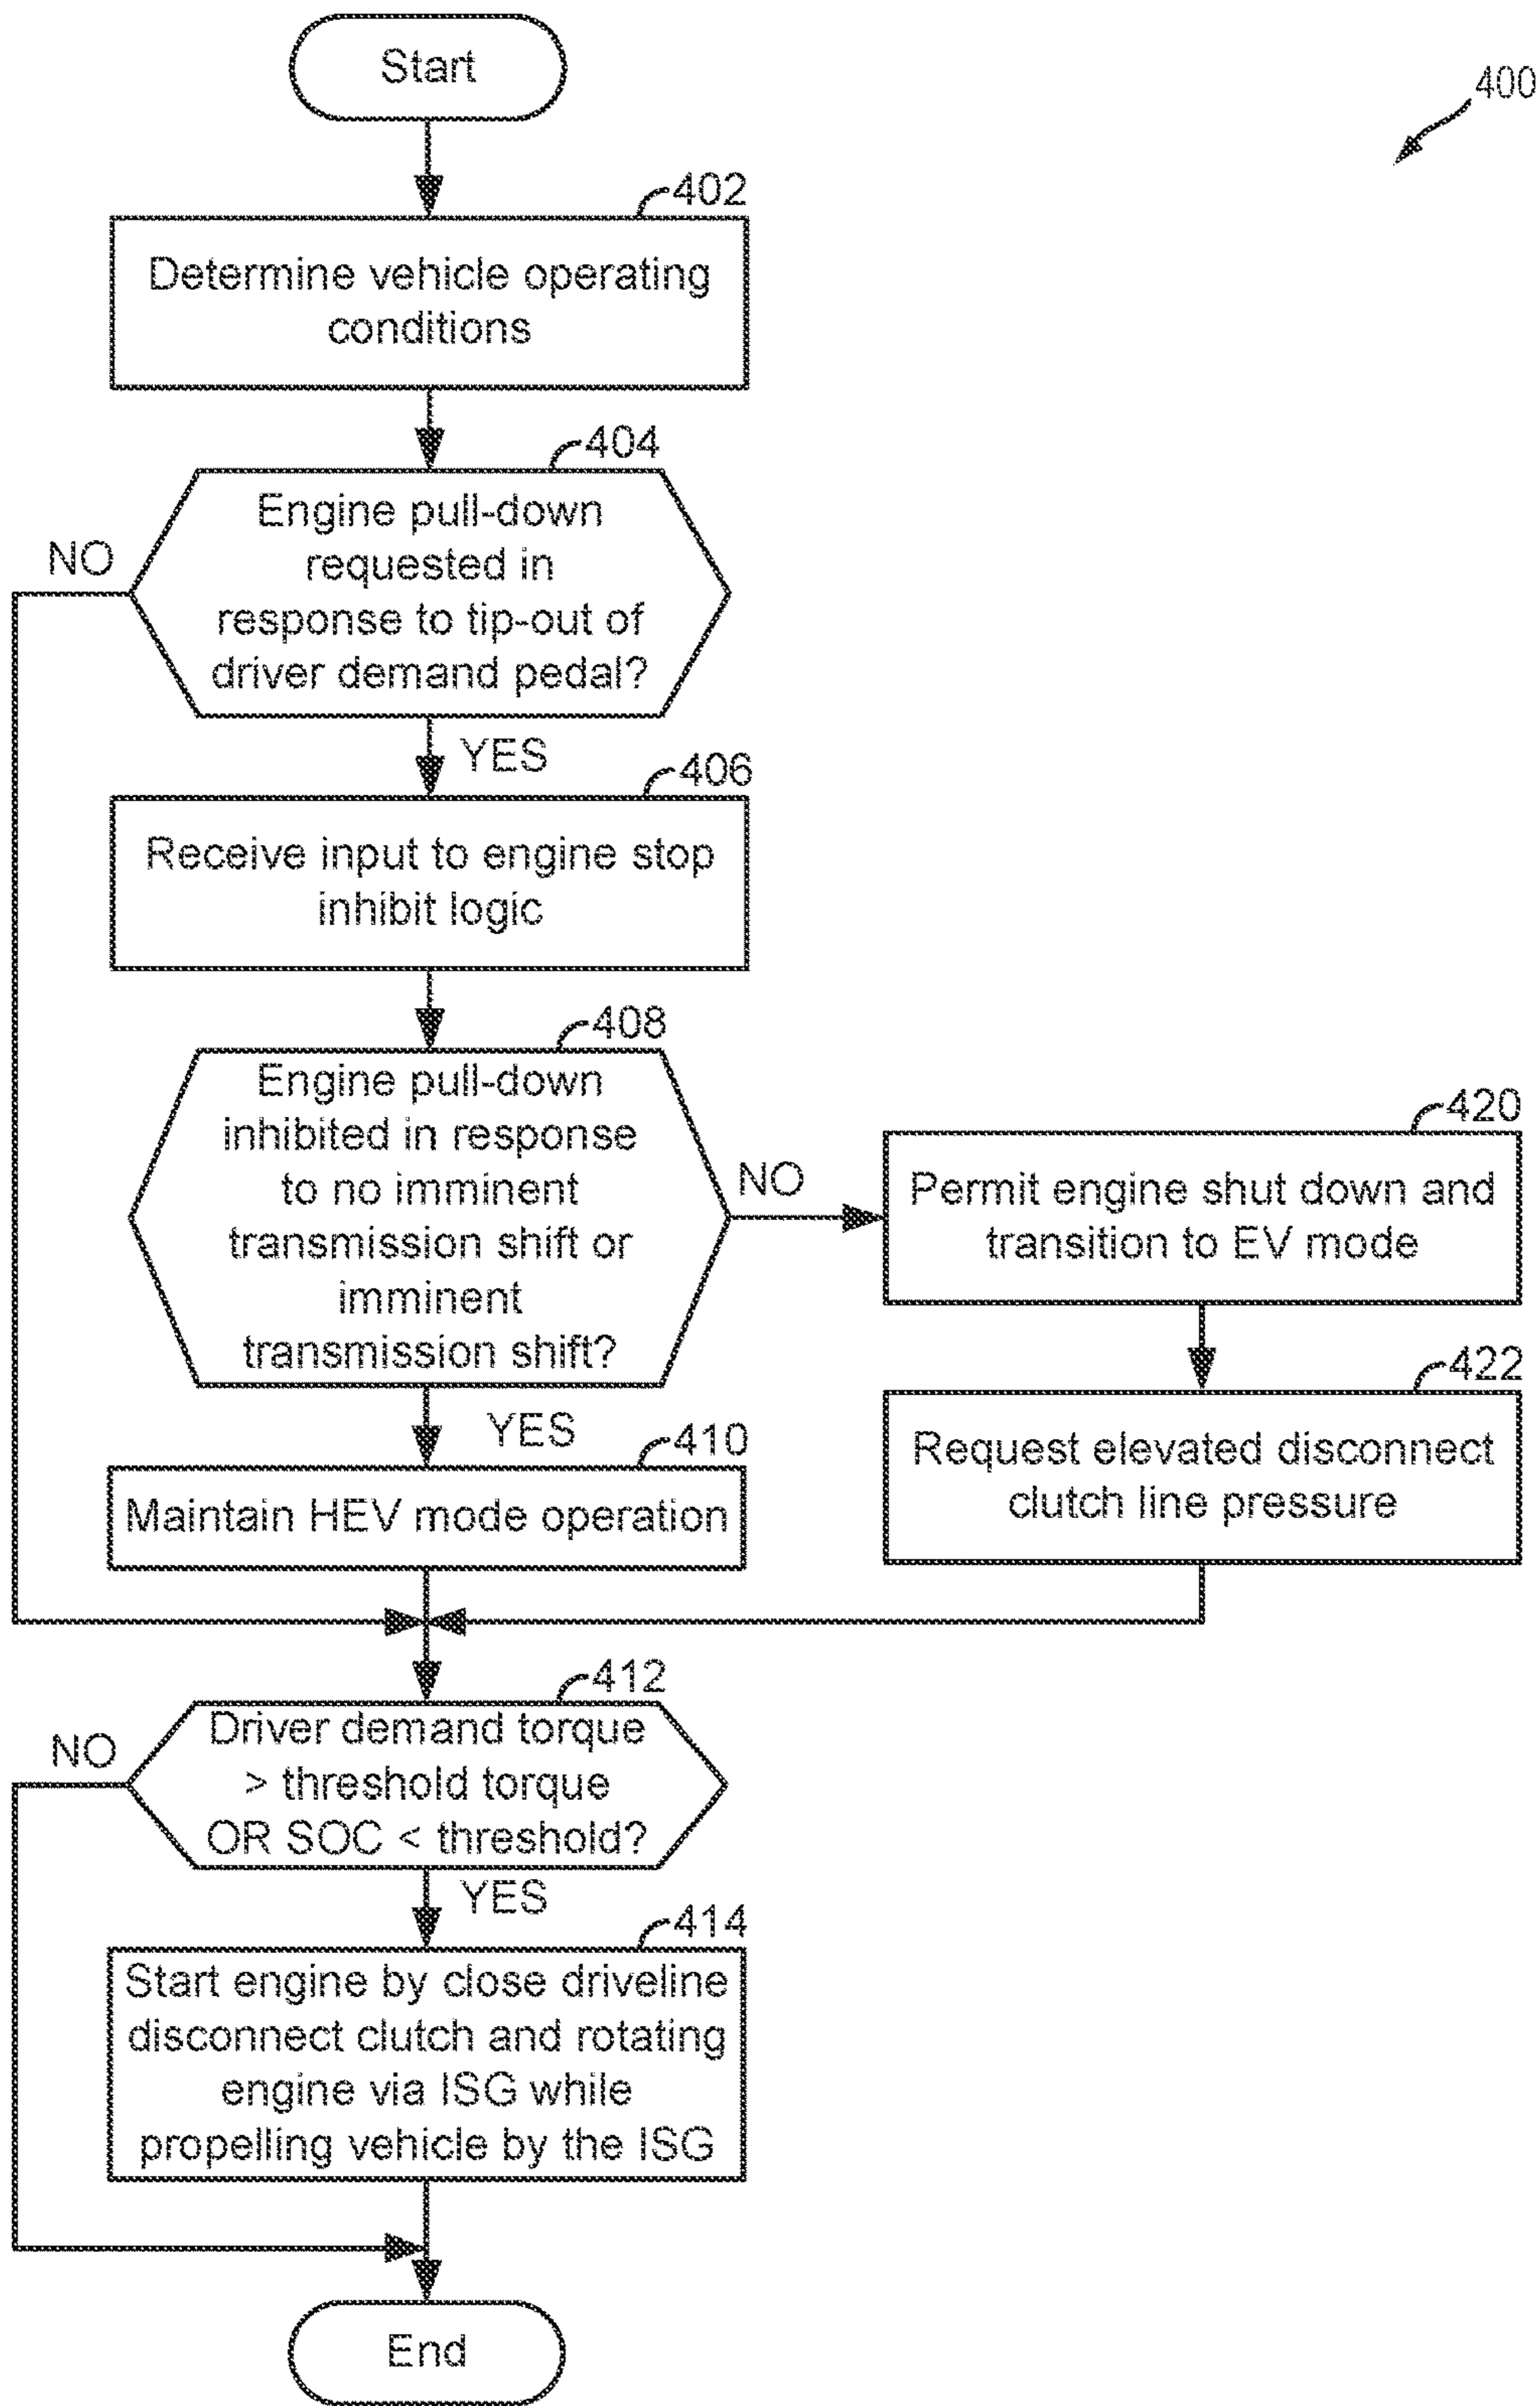 Start
400
402
Determine vehicle operating
conditions
404
Engine pull-down
requested in
response to tip-out of
driver demand pedal?
NO
YES
406
Receive input to engine stop
inhibit logic
408
Engine pull-down
inhibited in response
to no imminent
transmission shift or
imminent
transmission shift?
NO
420
Permit engine shut down and
transition to EV mode
422
Request elevated disconnect
clutch line pressure
YES
410
Maintain HEV mode operation
412
Driver demand torque
> threshold torque
OR SOC < threshold?
NO
YES
414
Start engine by close driveline
disconnect clutch and rotating
engine via ISG while
propelling vehicle by the ISG
End